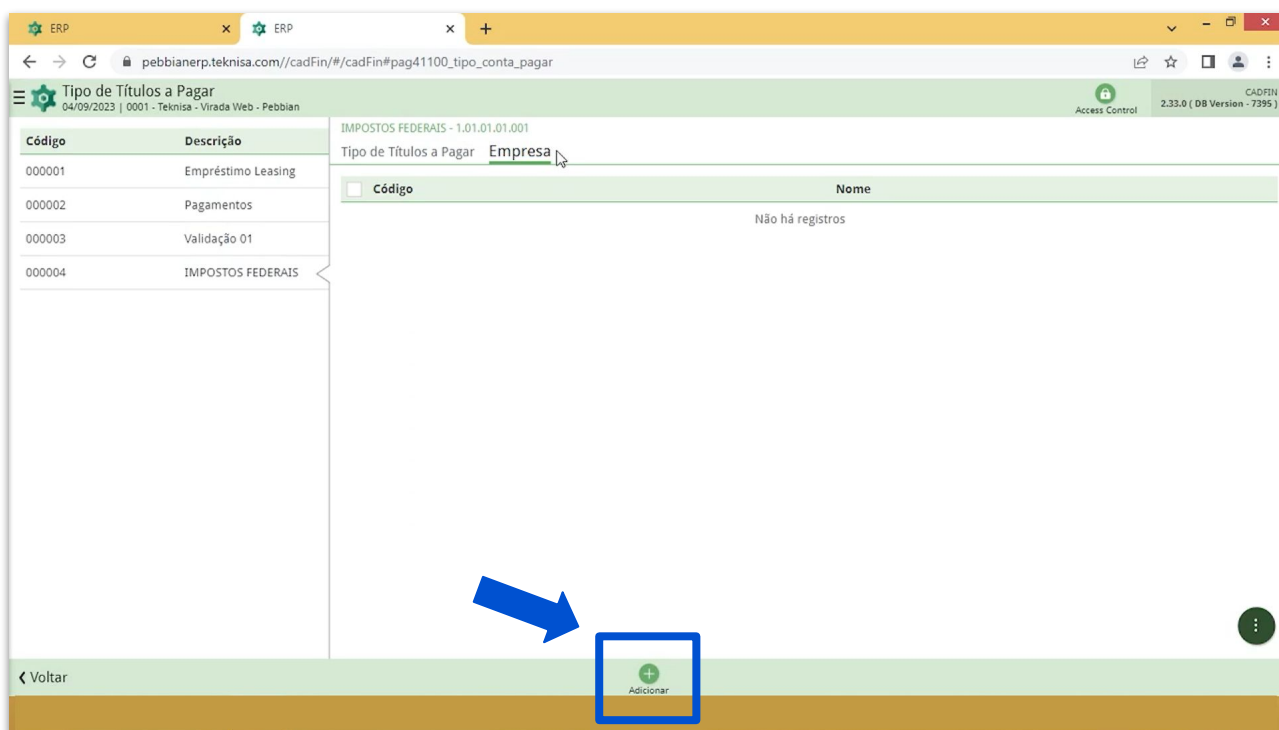 ERP
ERP
pebbianerp.teknisa.com//cadFin/#/cadFin#pag41100_tipo_conta_pagar
Tipo de Títulos a Pagar
04/09/2023 | 0001 - Teknisa - Virada Web - Pebbian
Access Control
CADFIN
2.33.0 ( DB Version - 7395 )
Código Descrição
000001 Empréstimo Leasing
000002 Pagamentos
000003 Validação 01
000004 IMPOSTOS FEDERAIS
IMPOSTOS FEDERAIS - 1.01.01.01.001
Tipo de Títulos a Pagar Empresa
Código Nome
Não há registros
Voltar
Adicionar